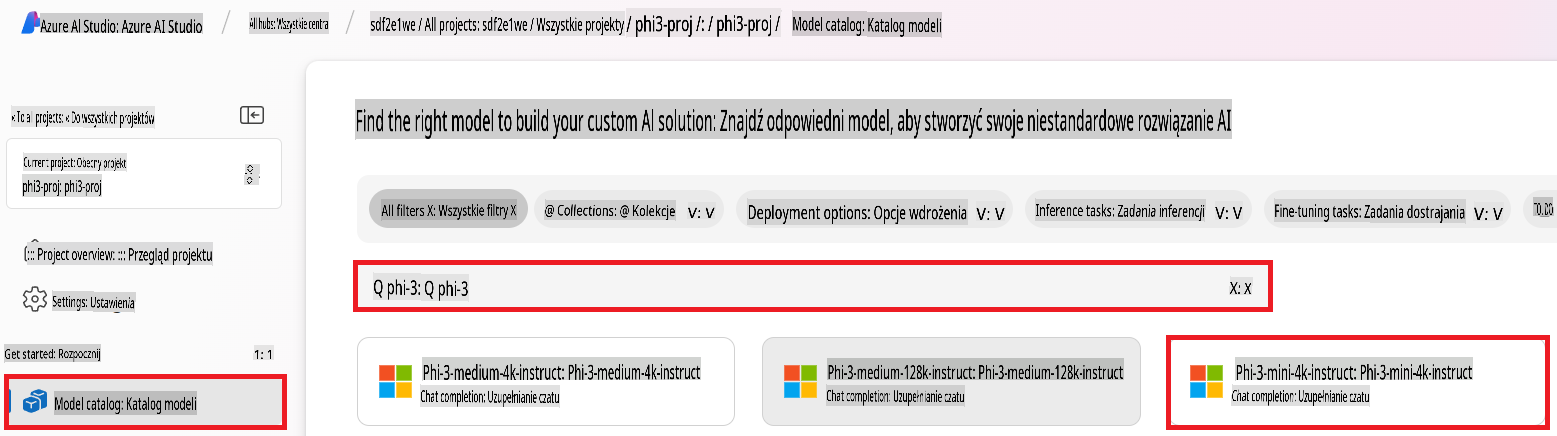 Azure AI Studio: Azure AI Studio / All hubs: Wszystkie centra / sdf2e1we / All projects: sdf2e1we / Wszystkie projekty / phi3-proj /: / phi3-proj / Model catalog: Katalog modeli
« To all projects: « Do wszystkich projektów
Current project: Obecny projekt
phi3-proj: phi3-proj
::: Project overview: ::: Przegląd projektu
Settings: Ustawienia
Get started: Rozpocznij 1: 1
Model catalog: Katalog modeli
Find the right model to build your custom AI solution: Znajdź odpowiedni model, aby stworzyć swoje niestandardowe rozwiązanie AI
All filters X: Wszystkie filtry X @ Collections: @ Kolekcje V: V Deployment options: Opcje wdrożenia V: V Inference tasks: Zadania inferencji V: V Fine-tuning tasks: Zadania dostrajania V: V
Q phi-3: Q phi-3 X: X
Phi-3-medium-4k-instruct: Phi-3-medium-4k-instruct
Chat completion: Uzupełnianie czatu
Phi-3-medium-128k-instruct: Phi-3-medium-128k-instruct
Chat completion: Uzupełnianie czatu
Phi-3-mini-4k-instruct: Phi-3-mini-4k-instruct
Chat completion: Uzupełnianie czatu